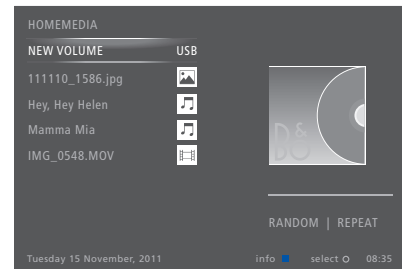 HOMEMEDIA
NEW VOLUME USB
111110_1586.jpg
Hey, Hey Helen
Mamma Mia
IMG_0548.MOV
B&O
RANDOM | REPEAT
Tuesday 15 November, 2011 info select 08:35